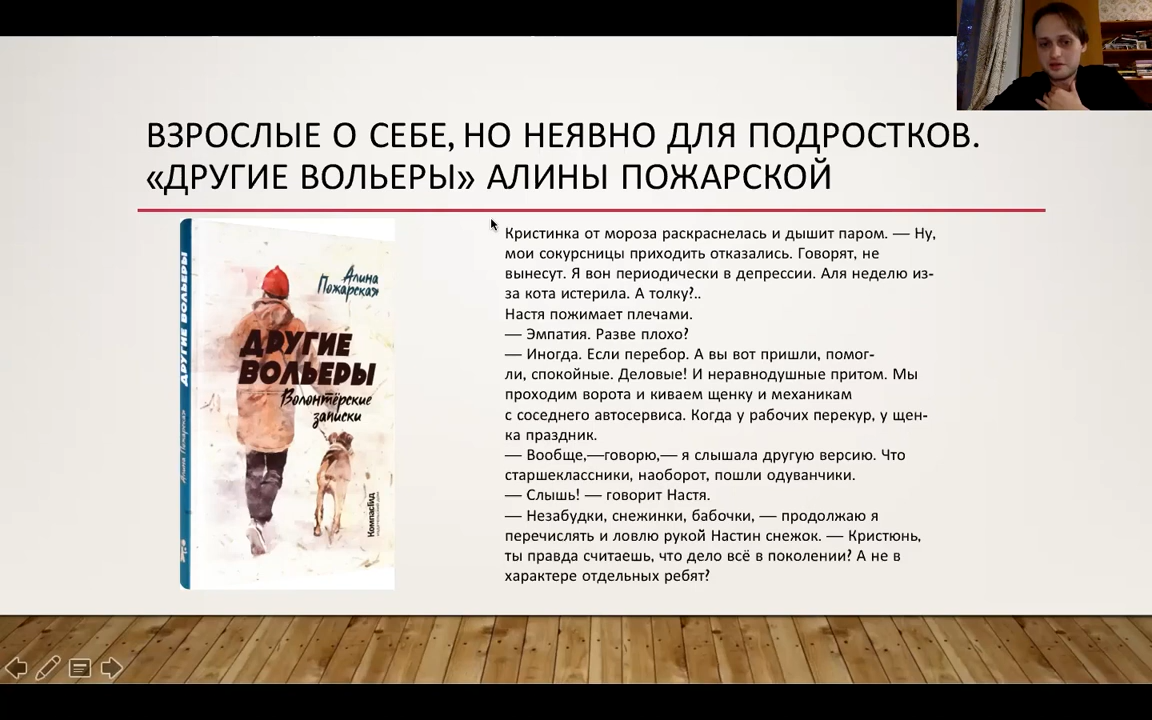 ВЗРОСЛЫЕ О СЕБЕ, НО НЕЯВНО ДЛЯ ПОДРОСТКОВ.
«ДРУГИЕ ВОЛЬЕРЫ» АЛИНЫ ПОЖАРСКОЙ
ДРУГИЕ ВОЛЬЕРЫ
Алина Пожарская
Алина
Пожарская
ДРУГИЕ
ВОЛЬЕРЫ
Волонтёрские
записки
КомпасГид
Кристинка от мороза раскраснелась и дышит паром. — Ну,
мои сокурсницы приходить отказались. Говорят, не
вынесут. Я вон периодически в депрессии. Аля неделю из-
за кота истерила. А толку?..
Настя пожимает плечами.
— Эмпатия. Разве плохо?
— Иногда. Если перебор. А вы вот пришли, помог-
ли, спокойные. Деловые! И неравнодушные притом. Мы
проходим ворота и киваем щенку и механикам
с соседнего автосервиса. Когда у рабочих перекур, у щен-
ка праздник.
— Вообще,—говорю,— я слышала другую версию. Что
старшеклассники, наоборот, пошли одуванчики.
— Слышь! — говорит Настя.
— Незабудки, снежинки, бабочки, — продолжаю я
перечислять и ловлю рукой Настин снежок. — Кристюнь,
ты правда считаешь, что дело всё в поколении? А не в
характере отдельных ребят?